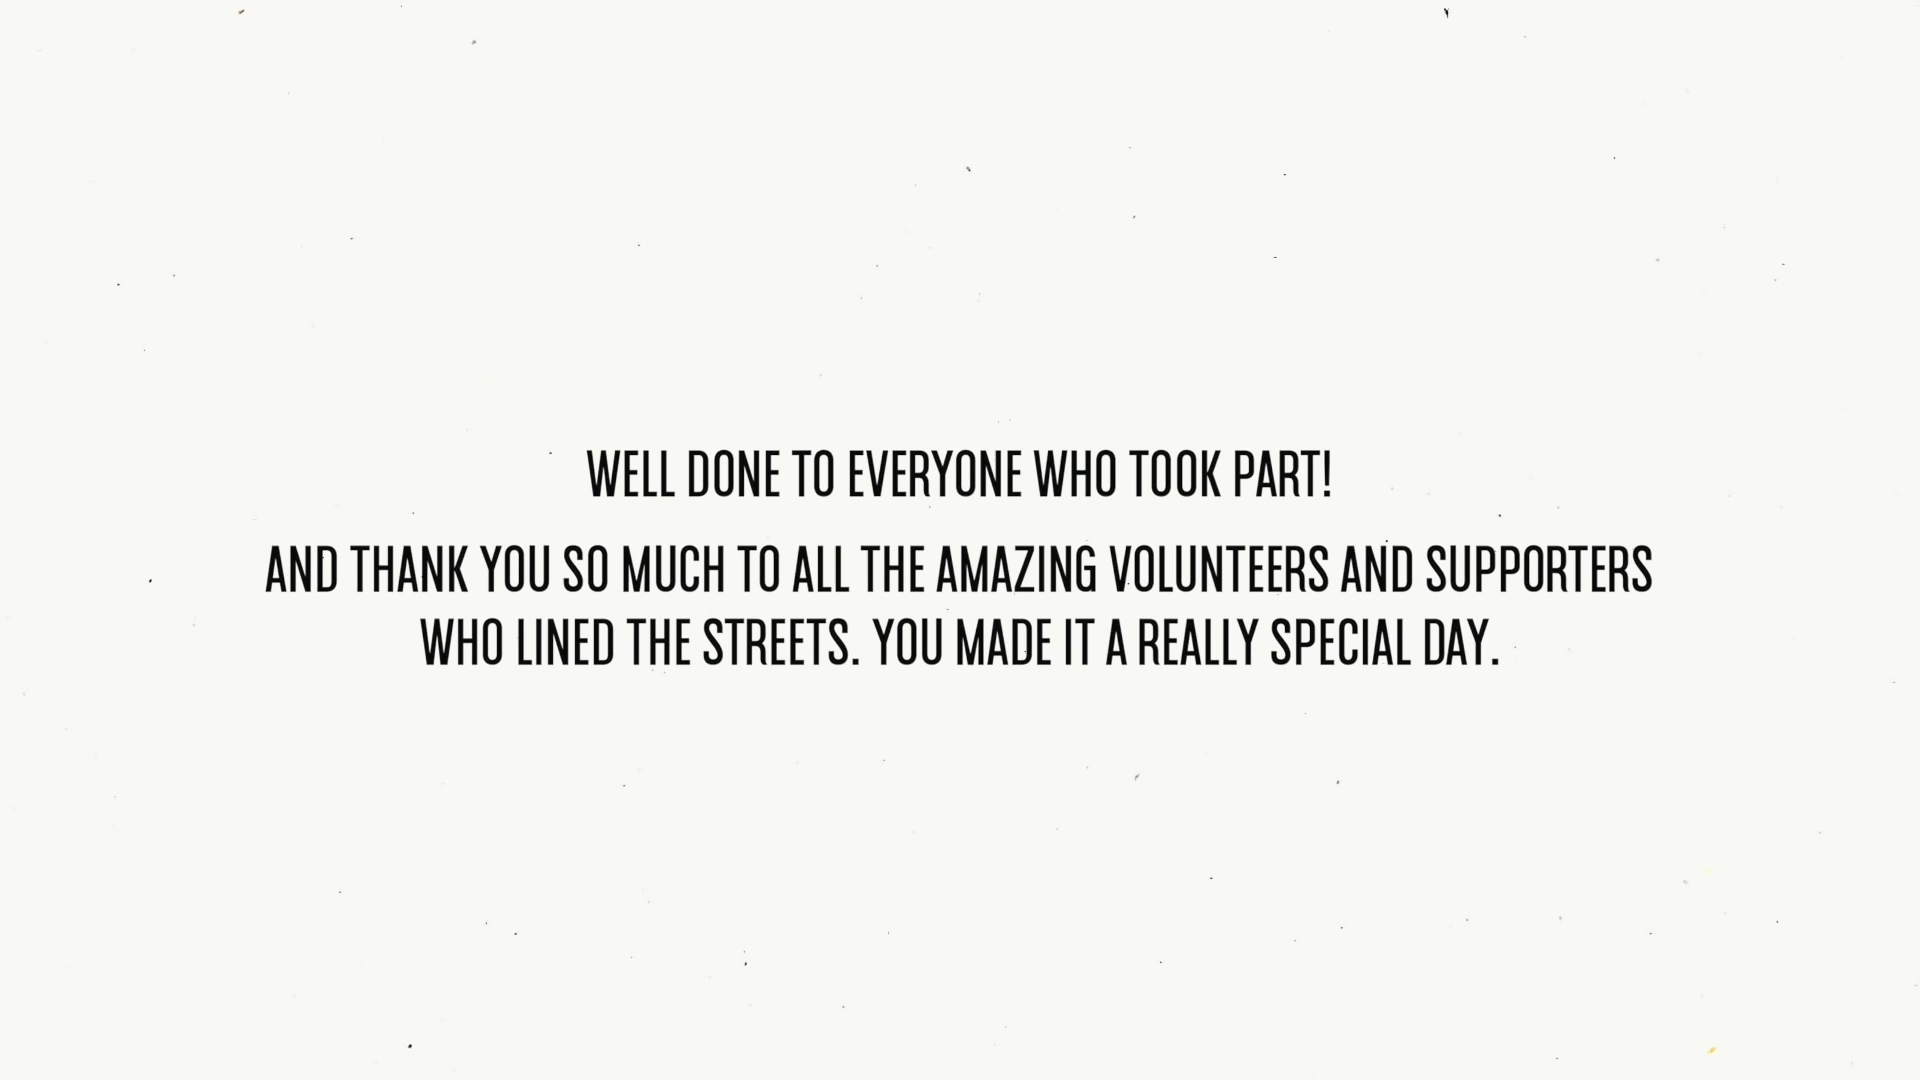 WELL DONE TO EVERYONE WHO TOOK PART!
AND THANK YOU SO MUCH TO ALL THE AMAZING VOLUNTEERS AND SUPPORTERS
WHO LINED THE STREETS. YOU MADE IT A REALLY SPECIAL DAY.